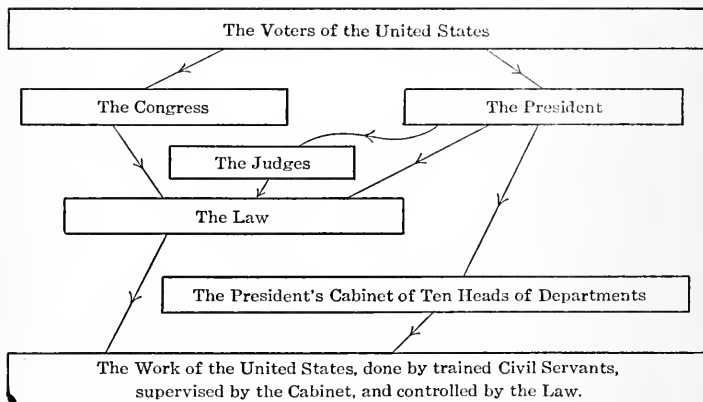 The Voters of the United States
The Congress
The President
The Judges
The Law
The President's Cabinet of Ten Heads of Departments
The Work of the United States, done by trained Civil Servants,
supervised by the Cabinet, and controlled by the Law.